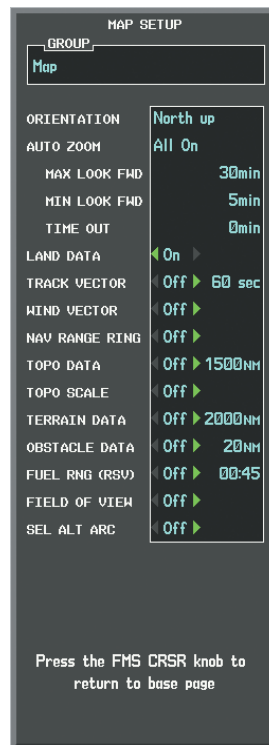 MAP SETUP
GROUP
Map
ORIENTATION North up
AUTO ZOOM All On
MAX LOOK FWD 30min
MIN LOOK FWD 5min
TIME OUT 0min
LAND DATA On
TRACK VECTOR Off 60 sec
WIND VECTOR Off
NAV RANGE RING Off
TOPO DATA Off 1500NM
TOPO SCALE Off
TERRAIN DATA Off 2000NM
OBSTACLE DATA Off 20NM
FUEL RNG (RSV) Off 00:45
FIELD OF VIEW Off
SEL ALT ARC Off
Press the FMS CRSR knob to
return to base page